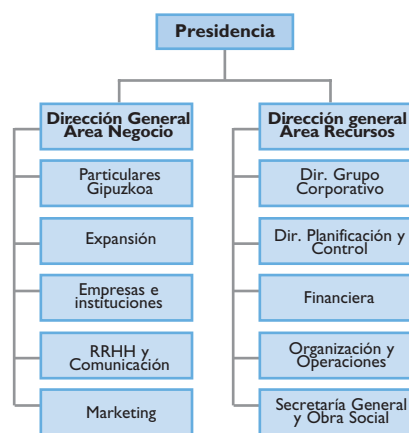 Presidencia
Dirección General
Área Negocio
Particulares
Gipuzkoa
Expansión
Empresas e
instituciones
RRHH y
Comunicación
Marketing
Dirección general
Área Recursos
Dir. Grupo
Corporativo
Dir. Planificación y
Control
Financiera
Organización y
Operaciones
Secretaría General
y Obra Social